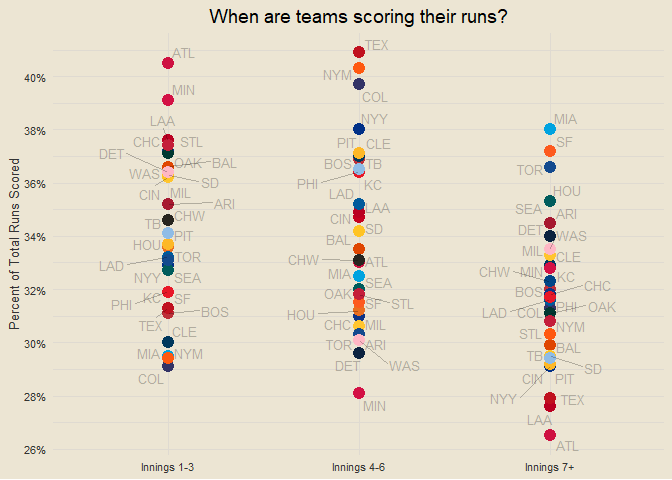 When are teams scoring their runs?
Percent of Total Runs Scored
40%
38%
36%
34%
32%
30%
28%
26%
ATL
MIN
LAA
CHC STL
DET
OAK BAL
WAS
SD
CIN MIL
ARI
CHW
TB
PIT
HOU
TOR
LAD
NYY SEA
KC SF
PHI
BOS
TEX
CLE
MIA NYM
COL
TEX
NYM
COL
NYY
PIT CLE
BOS TB
PHI KC
LAD
LAA
CIN
SD
BAL
CHW ATL
MIA
SEA
OAK
SF STL
HOU
CHC MIL
TOR ARI
DET WAS
MIN
MIA
SF
TOR
HOU
SEA
ARI
DET WAS
MIL
CLE
CHW MIN KC
CHC
BOS
PHI OAK
LAD COL
NYM
STL
BAL
TB
SD
CIN PIT
NYY TEX
LAA
ATL
Innings 1-3
Innings 4-6
Innings 7+